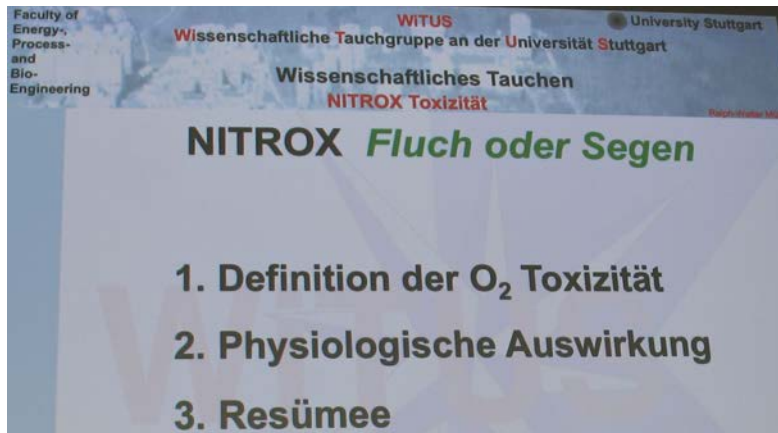 Faculty of
Energy-,
Process-
and
Bio-
Engineering
WiTUS
University Stuttgart
Wissenschaftliche Tauchgruppe an der Universität Stuttgart
Wissenschaftliches Tauchen
NITROX Toxizität
NITROX Fluch oder Segen
1. Definition der O₂ Toxizität
2. Physiologische Auswirkung
3. Resümee
WiTUS